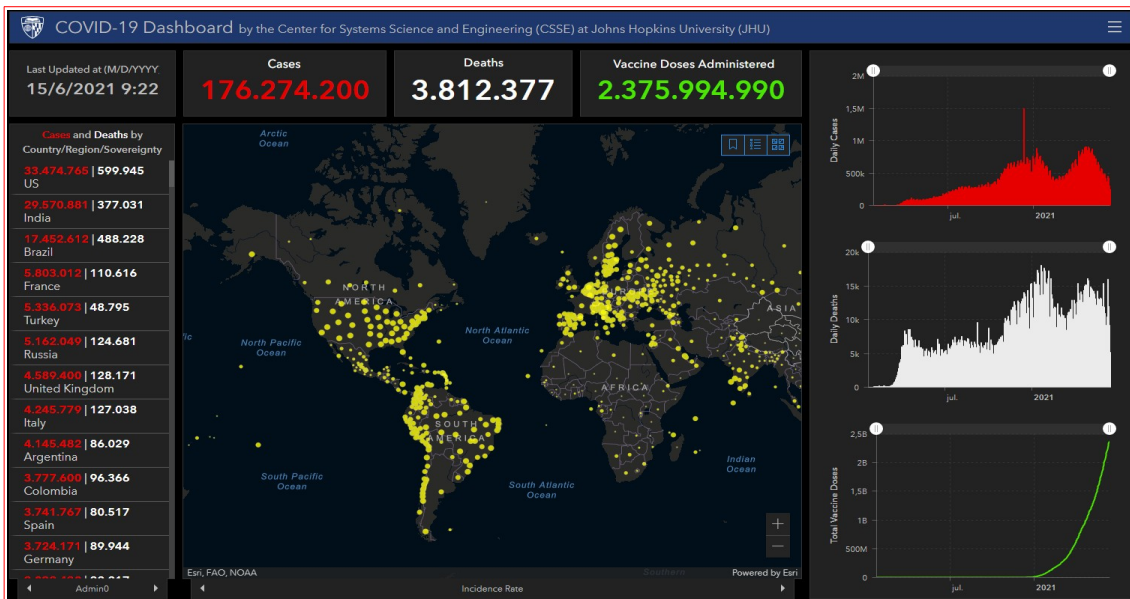 COVID-19 Dashboard by the Center for Systems Science and Engineering (CSSE) at Johns Hopkins University (JHU)
Last Updated at (M/D/YYYY)
15/6/2021 9:22
Cases
176.274.200
Deaths
3.812.377
Vaccine Doses Administered
2.375.994.990
Cases and Deaths by
Country/Region/Sovereignty
33.474.765 | 599.945
US
29.570.881 | 377.031
India
17.452.612 | 488.228
Brazil
5.803.012 | 110.616
France
5.336.073 | 48.795
Turkey
5.162.049 | 124.681
Russia
4.589.400 | 128.171
United Kingdom
4.245.779 | 127.038
Italy
4.145.482 | 86.029
Argentina
3.777.600 | 96.366
Colombia
3.741.767 | 80.517
Spain
3.724.171 | 89.944
Germany
Admin0
Arctic
Ocean
NORTH
AMERICA
North Pacific
Ocean
North Atlantic
Ocean
ASIA
AFRICA
SOUTH
AMERICA
Indian
Ocean
South Pacific
Ocean
South Atlantic
Ocean
Southern
Esri, FAO, NOAA
Powered by Esri
Incidence Rate
Daily Cases
2M
1,5M
1M
500k
0
jul.
2021
Daily Deaths
20k
15k
10k
5k
0
jul.
2021
Total Vaccine Doses
2,5B
2B
1,5B
1B
500M
0
jul.
2021